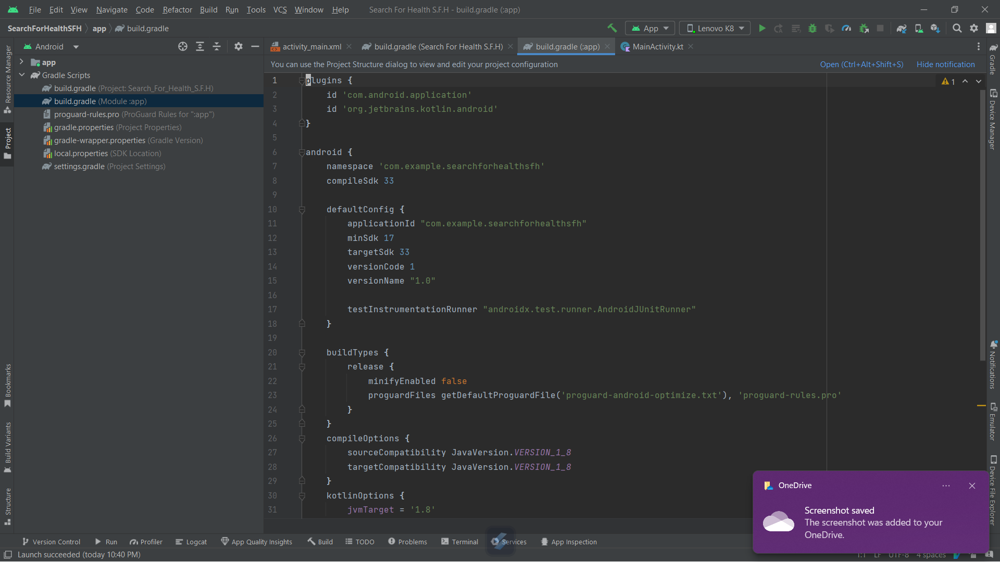 File Edit View Navigate Code Refactor Build Run Tools VCS Window Help Search For Health S.F.H - build.gradle (:app)
SearchForHealthSFH app build.gradle App Lenovo K8
Android activity_main.xml build.gradle (Search For Health S.F.H) build.gradle (:app) MainActivity.kt
You can use the Project Structure dialog to view and edit your project configuration Open (Ctrl+Alt+Shift+S) Hide notification
Resource Manager
Project
Bookmarks
Build Variants
Structure
app
Gradle Scripts
build.gradle (Project: Search_For_Health_S.F.H)
build.gradle (Module :app)
proguard-rules.pro (ProGuard Rules for ":app")
gradle.properties (Project Properties)
gradle-wrapper.properties (Gradle Version)
local.properties (SDK Location)
settings.gradle (Project Settings)
1 plugins {
2 id 'com.android.application'
3 id 'org.jetbrains.kotlin.android'
4 }
5
6 android {
7 namespace 'com.example.searchforhealthsfh'
8 compileSdk 33
9
10 defaultConfig {
11 applicationId "com.example.searchforhealthsfh"
12 minSdk 17
13 targetSdk 33
14 versionCode 1
15 versionName "1.0"
16
17 testInstrumentationRunner "androidx.test.runner.AndroidJUnitRunner"
18 }
19
20 buildTypes {
21 release {
22 minifyEnabled false
23 proguardFiles getDefaultProguardFile('proguard-android-optimize.txt'), 'proguard-rules.pro'
24 }
25 }
26 compileOptions {
27 sourceCompatibility JavaVersion.VERSION_1_8
28 targetCompatibility JavaVersion.VERSION_1_8
29 }
30 kotlinOptions {
31 jvmTarget = '1.8'
1
Gradle
Device Manager
Notifications
Emulator
Device File Explorer
OneDrive
Screenshot saved
The screenshot was added to your
OneDrive.
Version Control Run Profiler Logcat App Quality Insights Build TODO Problems Terminal Services App Inspection
Launch succeeded (today 10:40 PM) 1:1 LF UTF-8 4 spaces